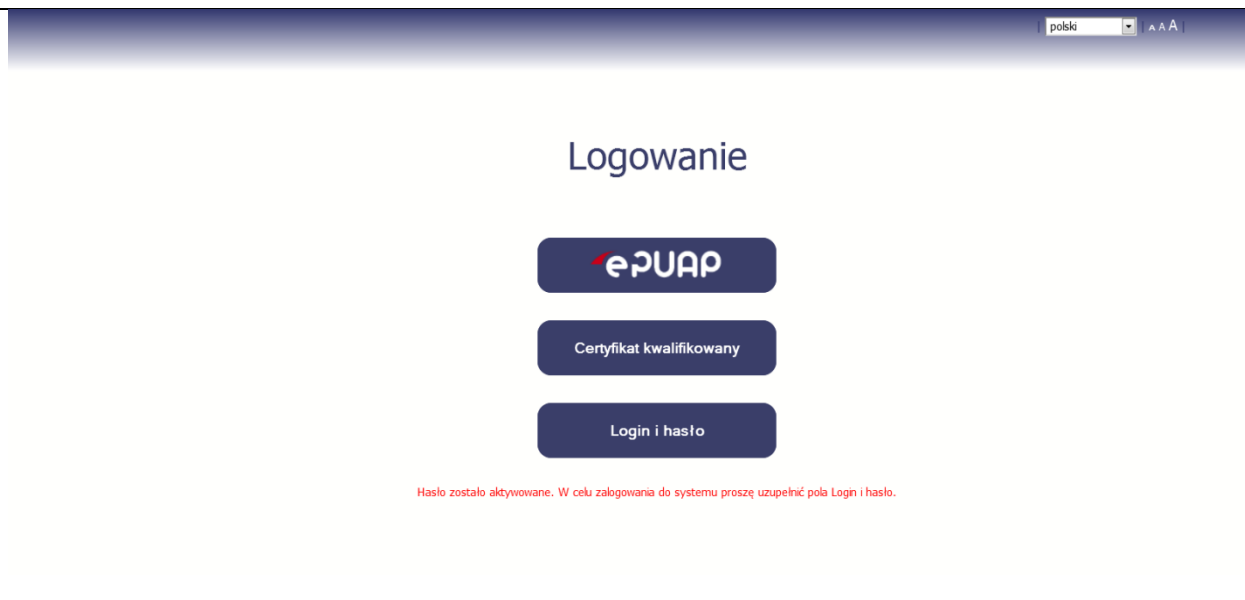 | polski | A A A |
Logowanie
ePUAP
Certyfikat kwalifikowany
Login i hasło
Hasło zostało aktywowane. W celu zalogowania do systemu proszę uzupełnić pola Login i hasło.